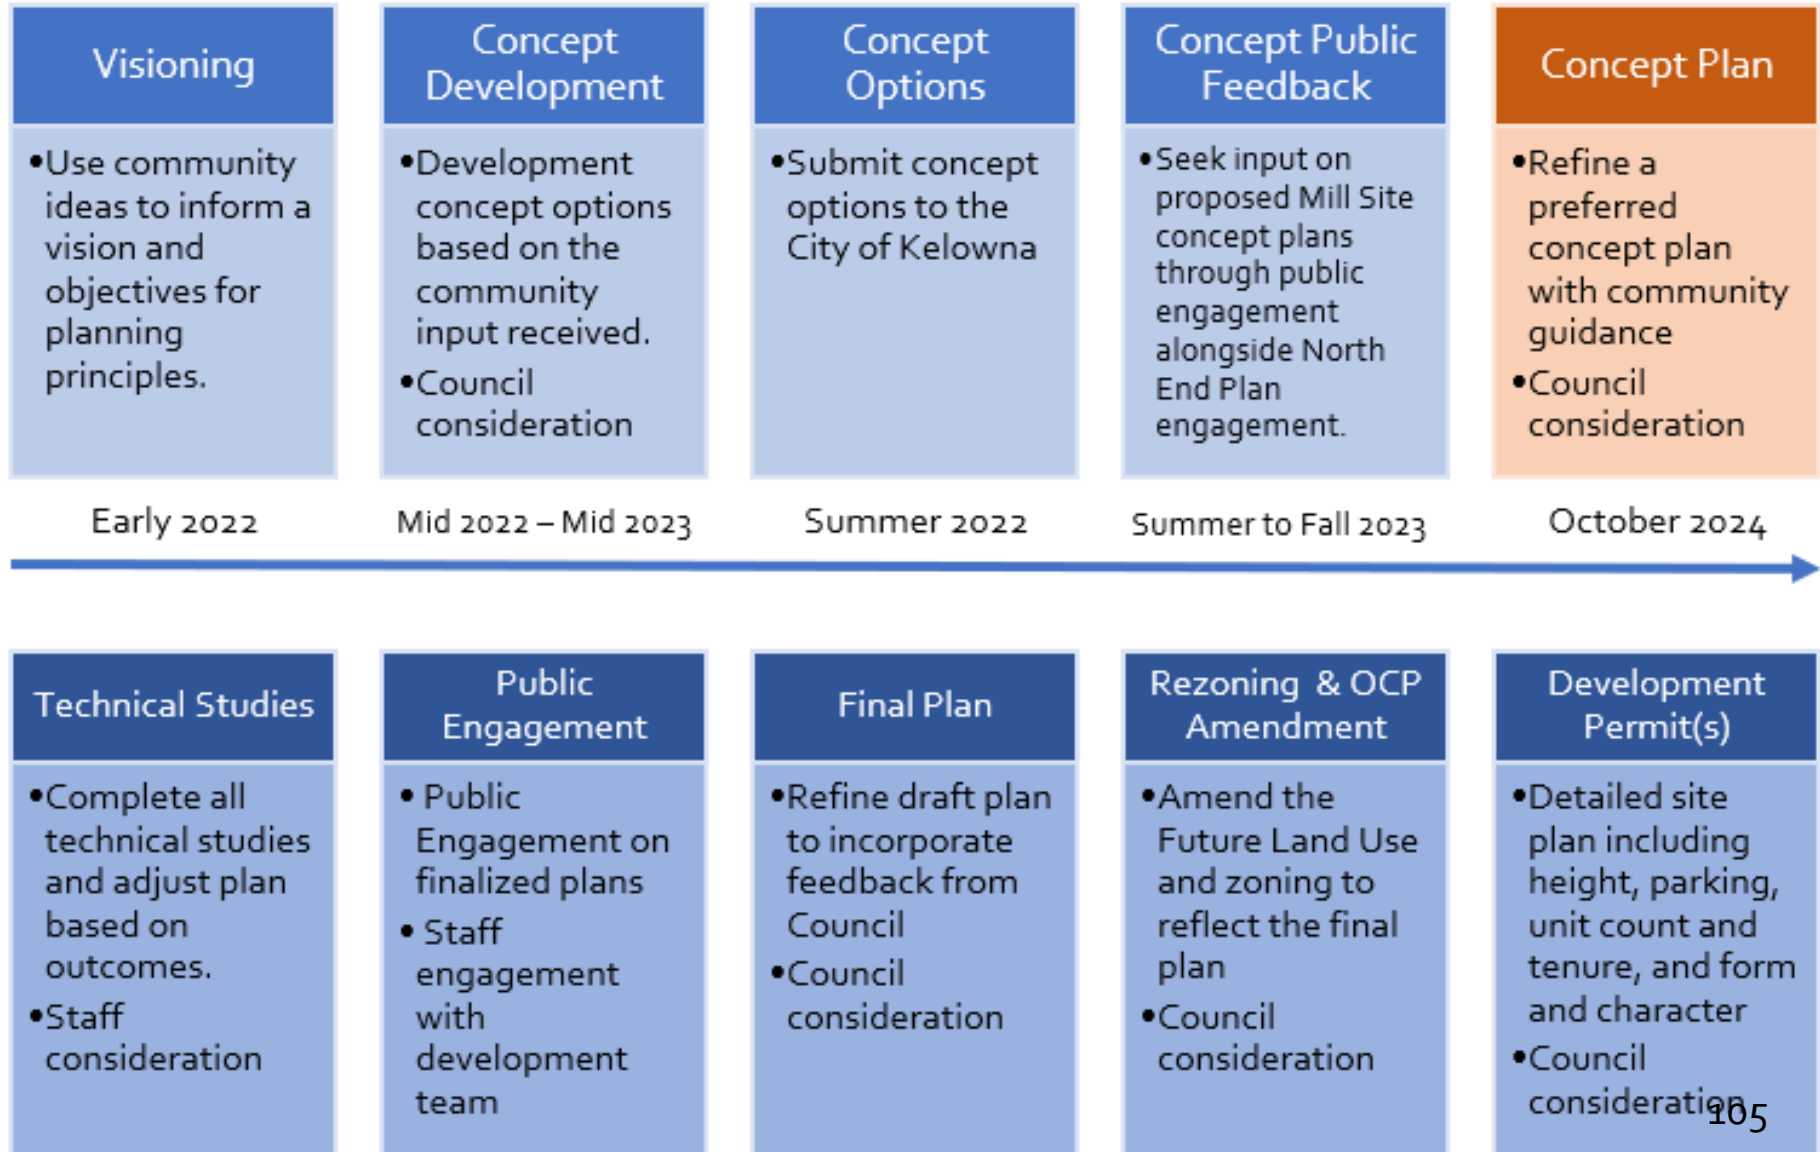 Visioning
•Use community
ideas to inform a
vision and
objectives for
planning
principles.
Concept
Development
•Development
concept options
based on the
community
input received.
•Council
consideration
Concept
Options
•Submit concept
options to the
City of Kelowna
Concept Public
Feedback
•Seek input on
proposed Mill Site
concept plans
through public
engagement
alongside North
End Plan
engagement.
Concept Plan
•Refine a
preferred
concept plan
with community
guidance
•Council
consideration
Early 2022
Mid 2022 – Mid 2023
Summer 2022
Summer to Fall 2023
October 2024
Technical Studies
•Complete all
technical studies
and adjust plan
based on
outcomes.
•Staff
consideration
Public
Engagement
• Public
Engagement on
finalized plans
• Staff
engagement
with
development
team
Final Plan
•Refine draft plan
to incorporate
feedback from
Council
•Council
consideration
Rezoning & OCP
Amendment
•Amend the
Future Land Use
and zoning to
reflect the final
plan
•Council
consideration
Development
Permit(s)
•Detailed site
plan including
height, parking,
unit count and
tenure, and form
and character
•Council
consideration
105